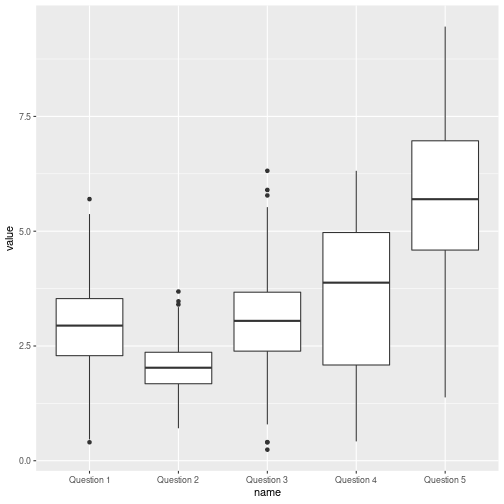 7.5
5.0
2.5
0.0
value
Question 1
Question 2
Question 3
Question 4
Question 5
name